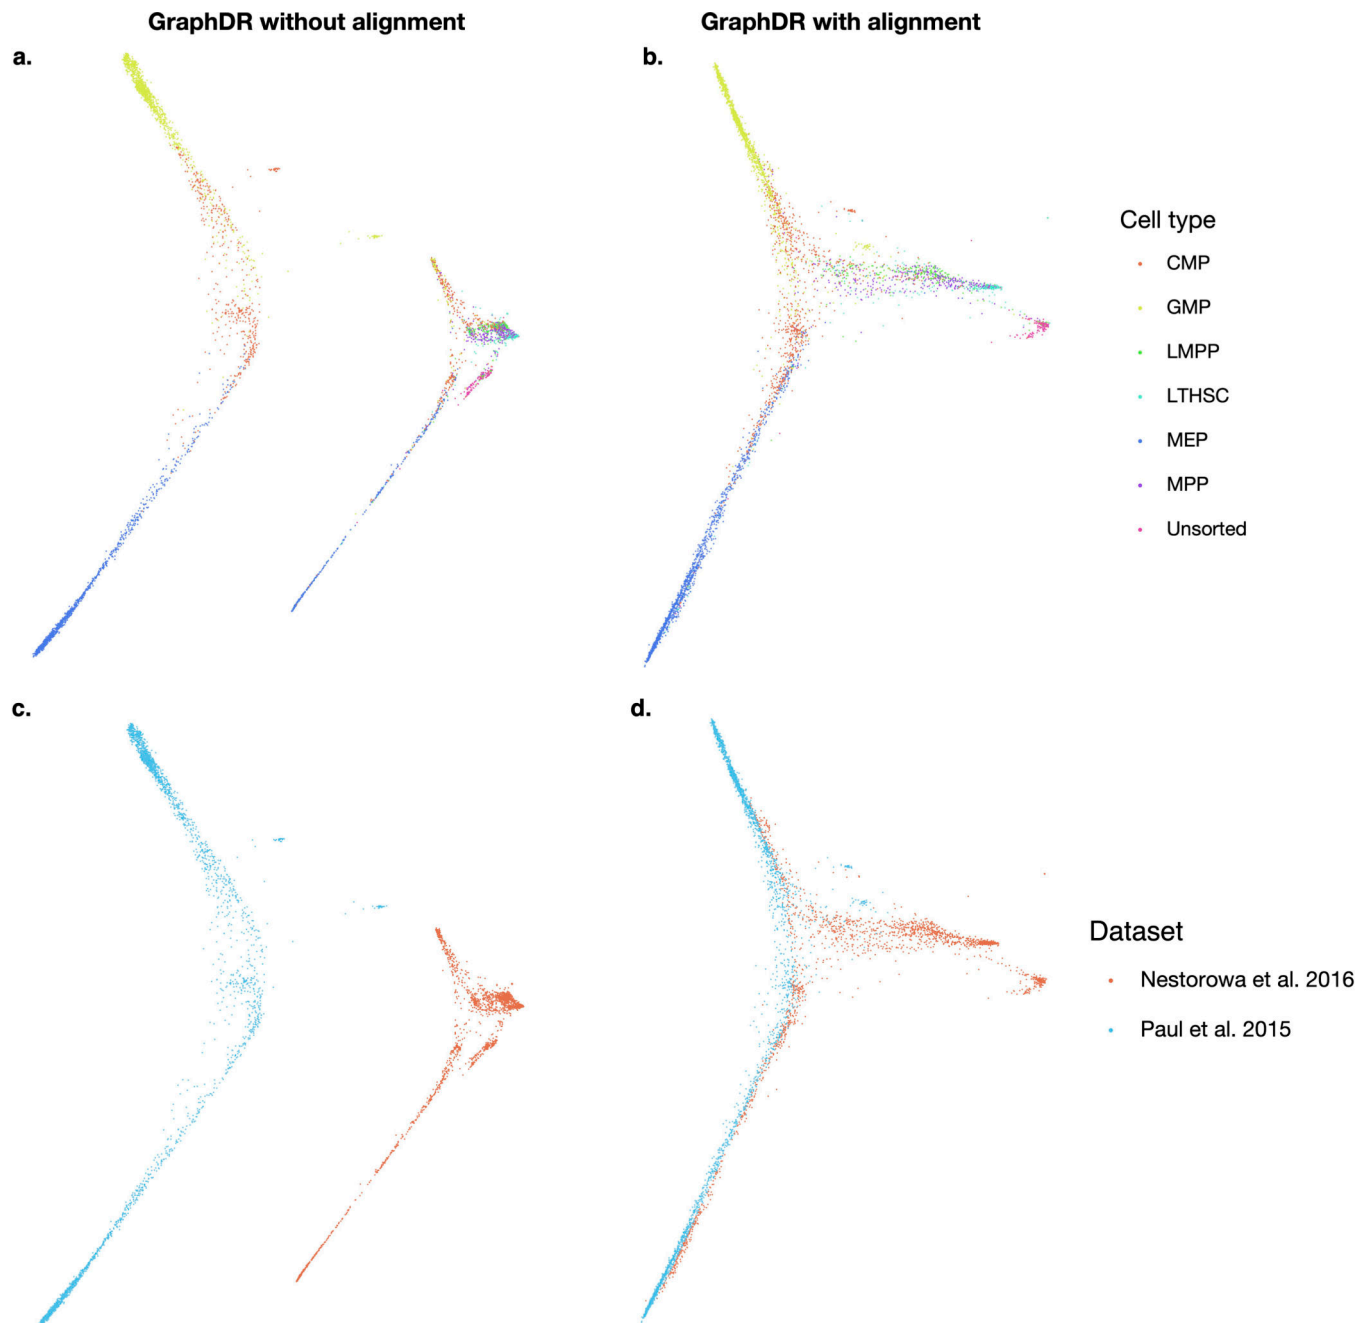 GraphDR without alignment
GraphDR with alignment
a.
b.
Cell type
CMP
GMP
LMPP
LTHSC
MEP
MPP
Unsorted
c.
d.
Dataset
Nestorowa et al. 2016
Paul et al. 2015